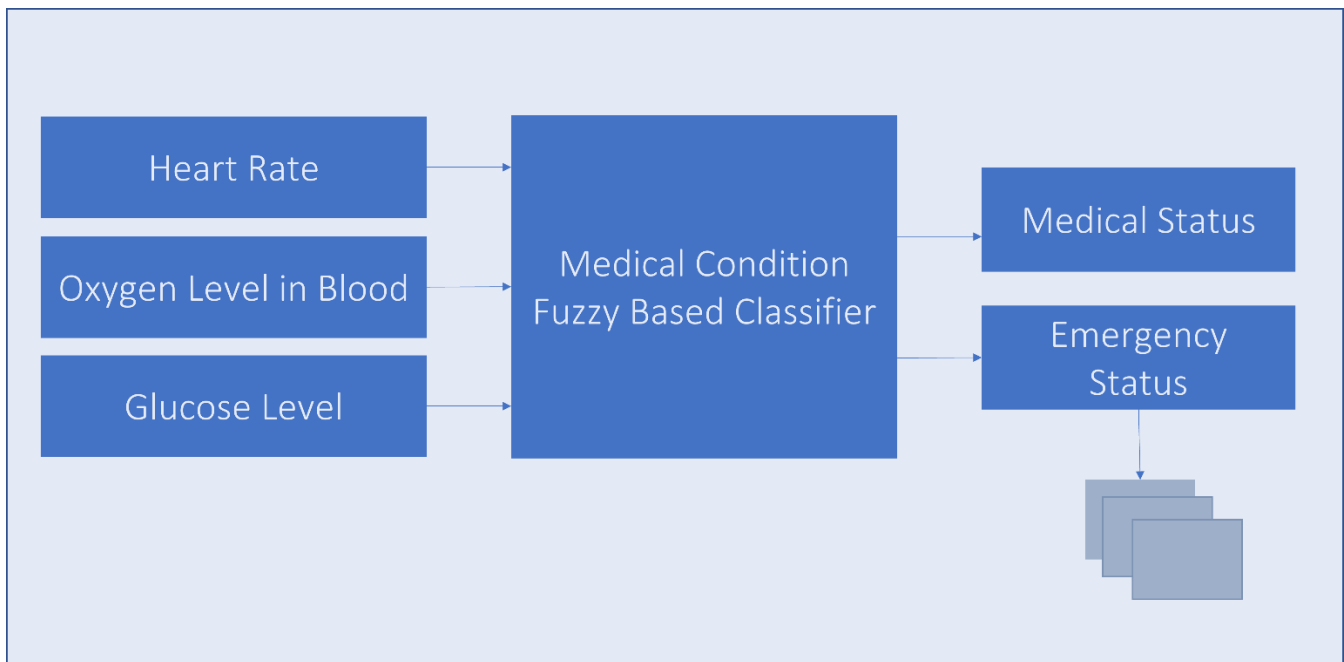 Heart Rate
Oxygen Level in Blood
Glucose Level
Medical Condition
Fuzzy Based Classifier
Medical Status
Emergency
Status